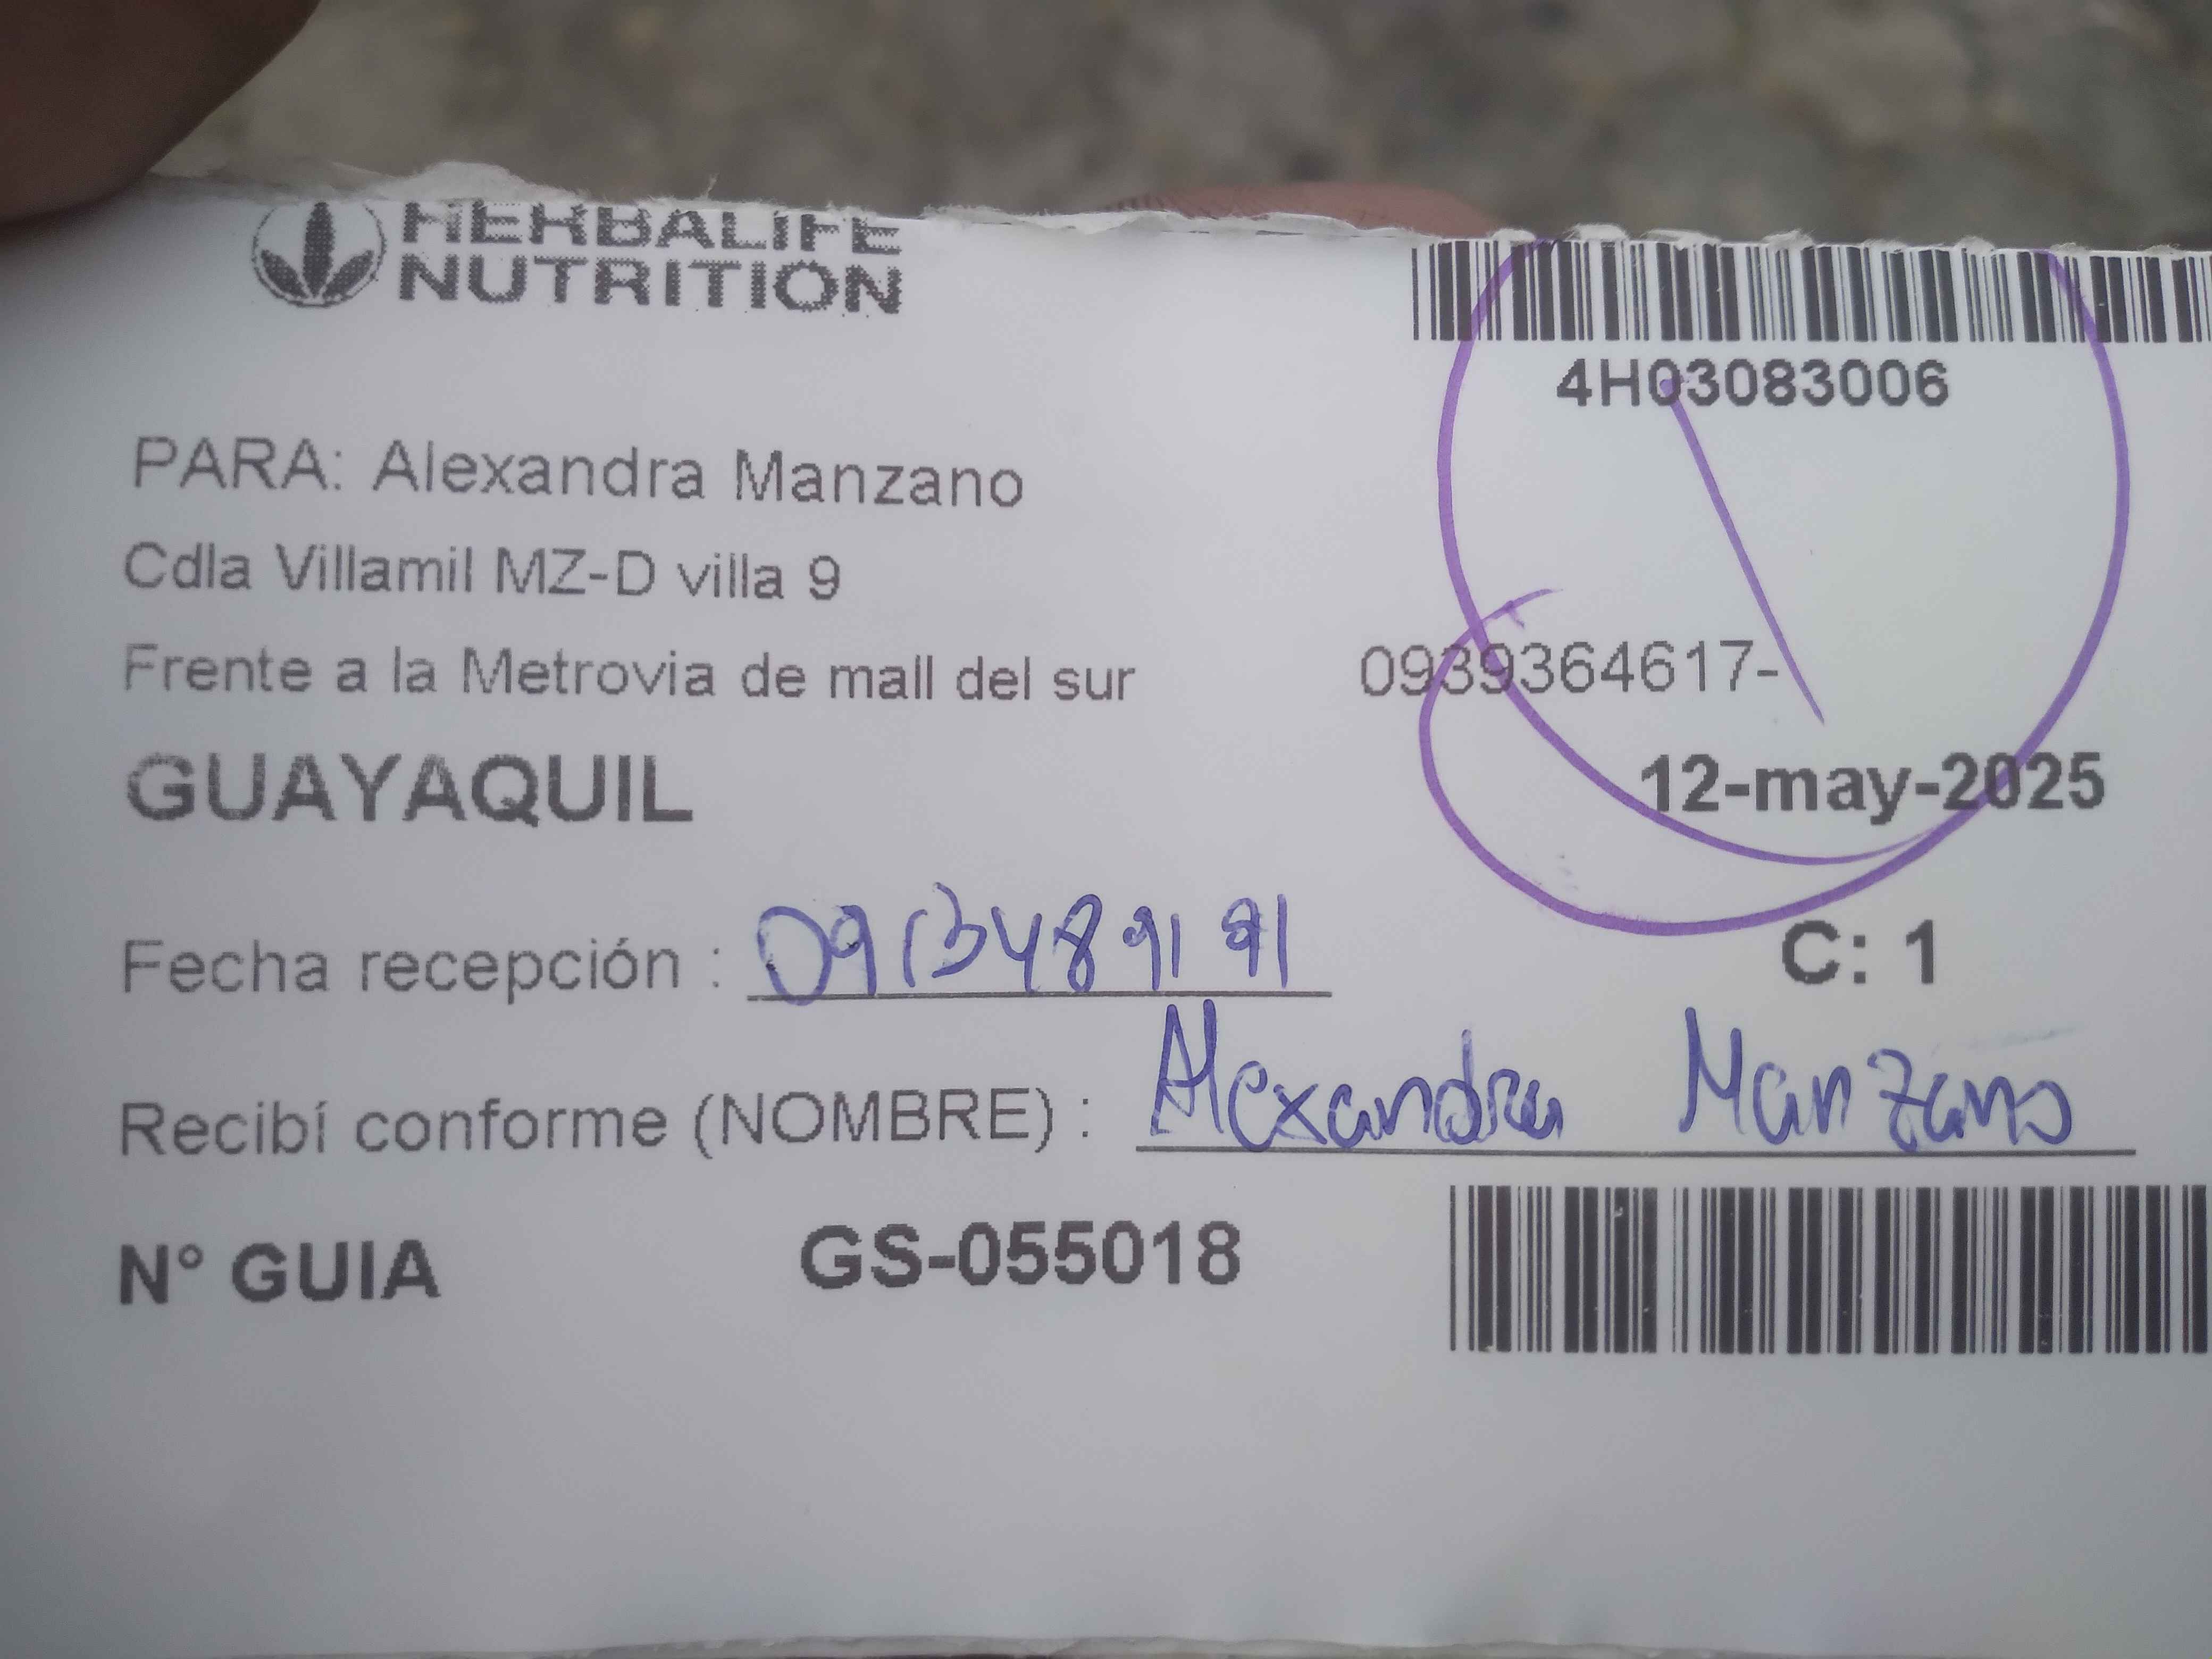 HERBALIFE
NUTRITION
4H03083006
PARA: Alexandra Manzano
Cdla Villamil MZ-D villa 9
Frente a la Metrovia de mall del sur 0939364617-
GUAYAQUIL 12-may-2025
Fecha recepción : 0913489191 C: 1
Recibí conforme (NOMBRE) : Alexandra Manzano
N° GUIA GS-055018